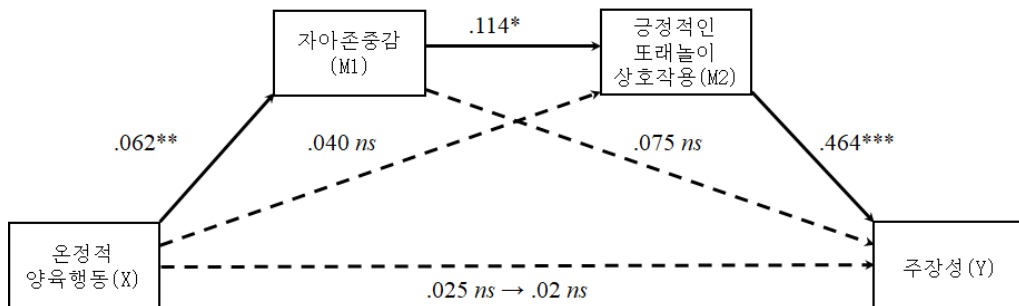 자아존중감
(M1)
.114*
긍정적인
또래놀이
상호작용(M2)
.062**
.040 ns
.075 ns
.464***
온정적
양육행동(X)
주장성(Y)
.025 ns → .02 ns